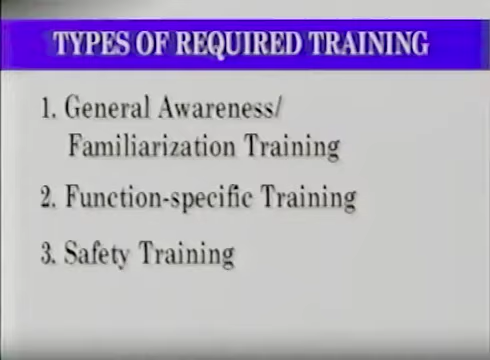 TYPES OF REQUIRED TRAINING
1. General Awareness/
Familiarization Training
2. Function-specific Training
3. Safety Training